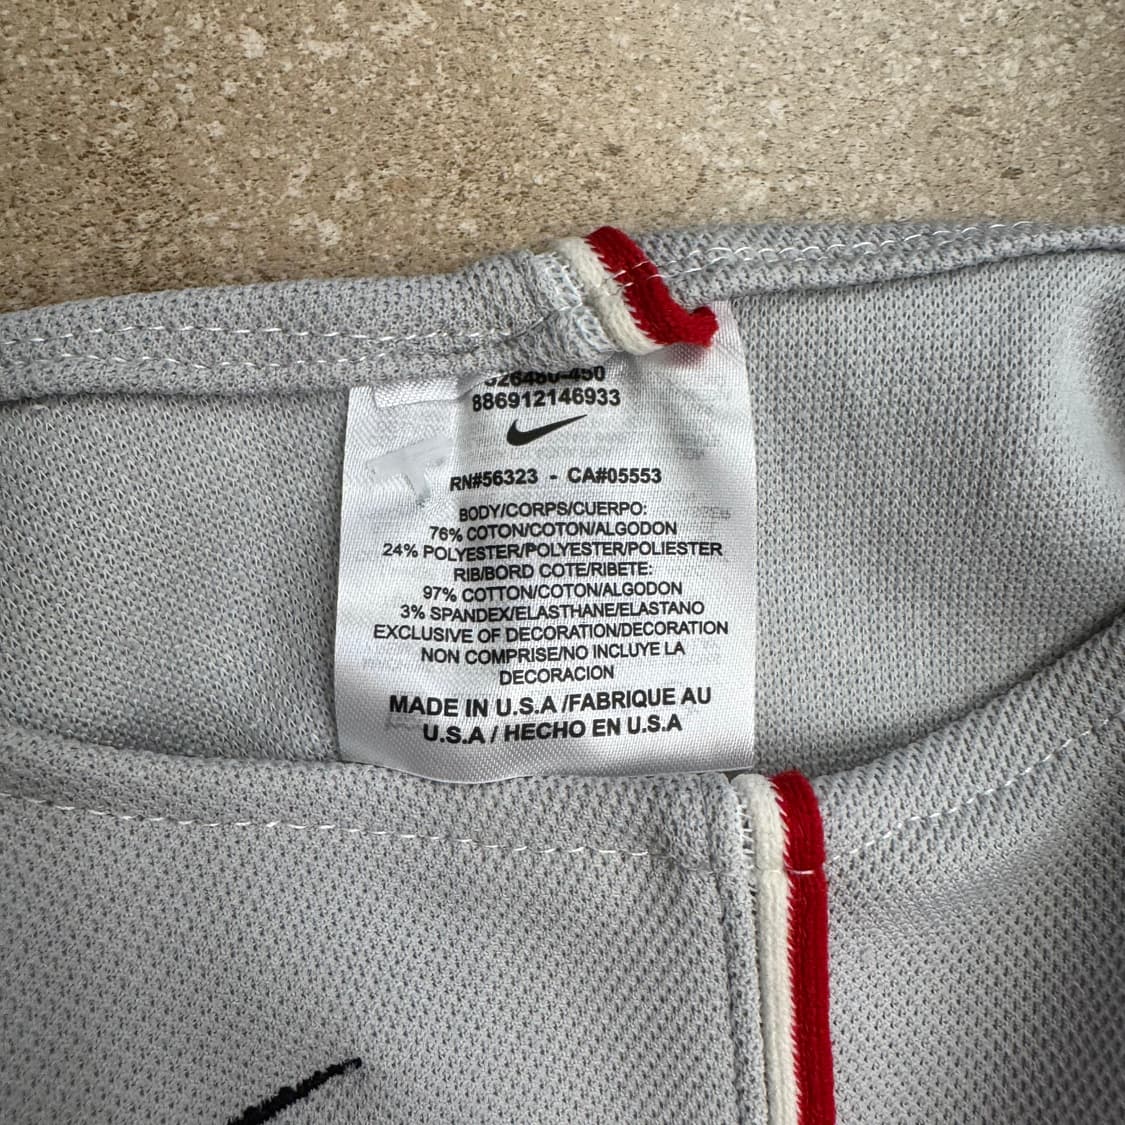 326480-450
886912146933
RN#56323 - CA#05553
BODY/CORPS/CUERPO:
76% COTON/COTON/ALGODON
24% POLYESTER/POLYESTER/POLIESTER
RIB/BORD COTE/RIBETE:
97% COTTON/COTON/ALGODON
3% SPANDEX/ELASTHANE/ELASTANO
EXCLUSIVE OF DECORATION/DECORATION
NON COMPRISE/NO INCLUYE LA
DECORACION
MADE IN U.S.A /FABRIQUE AU
U.S.A / HECHO EN U.S.A